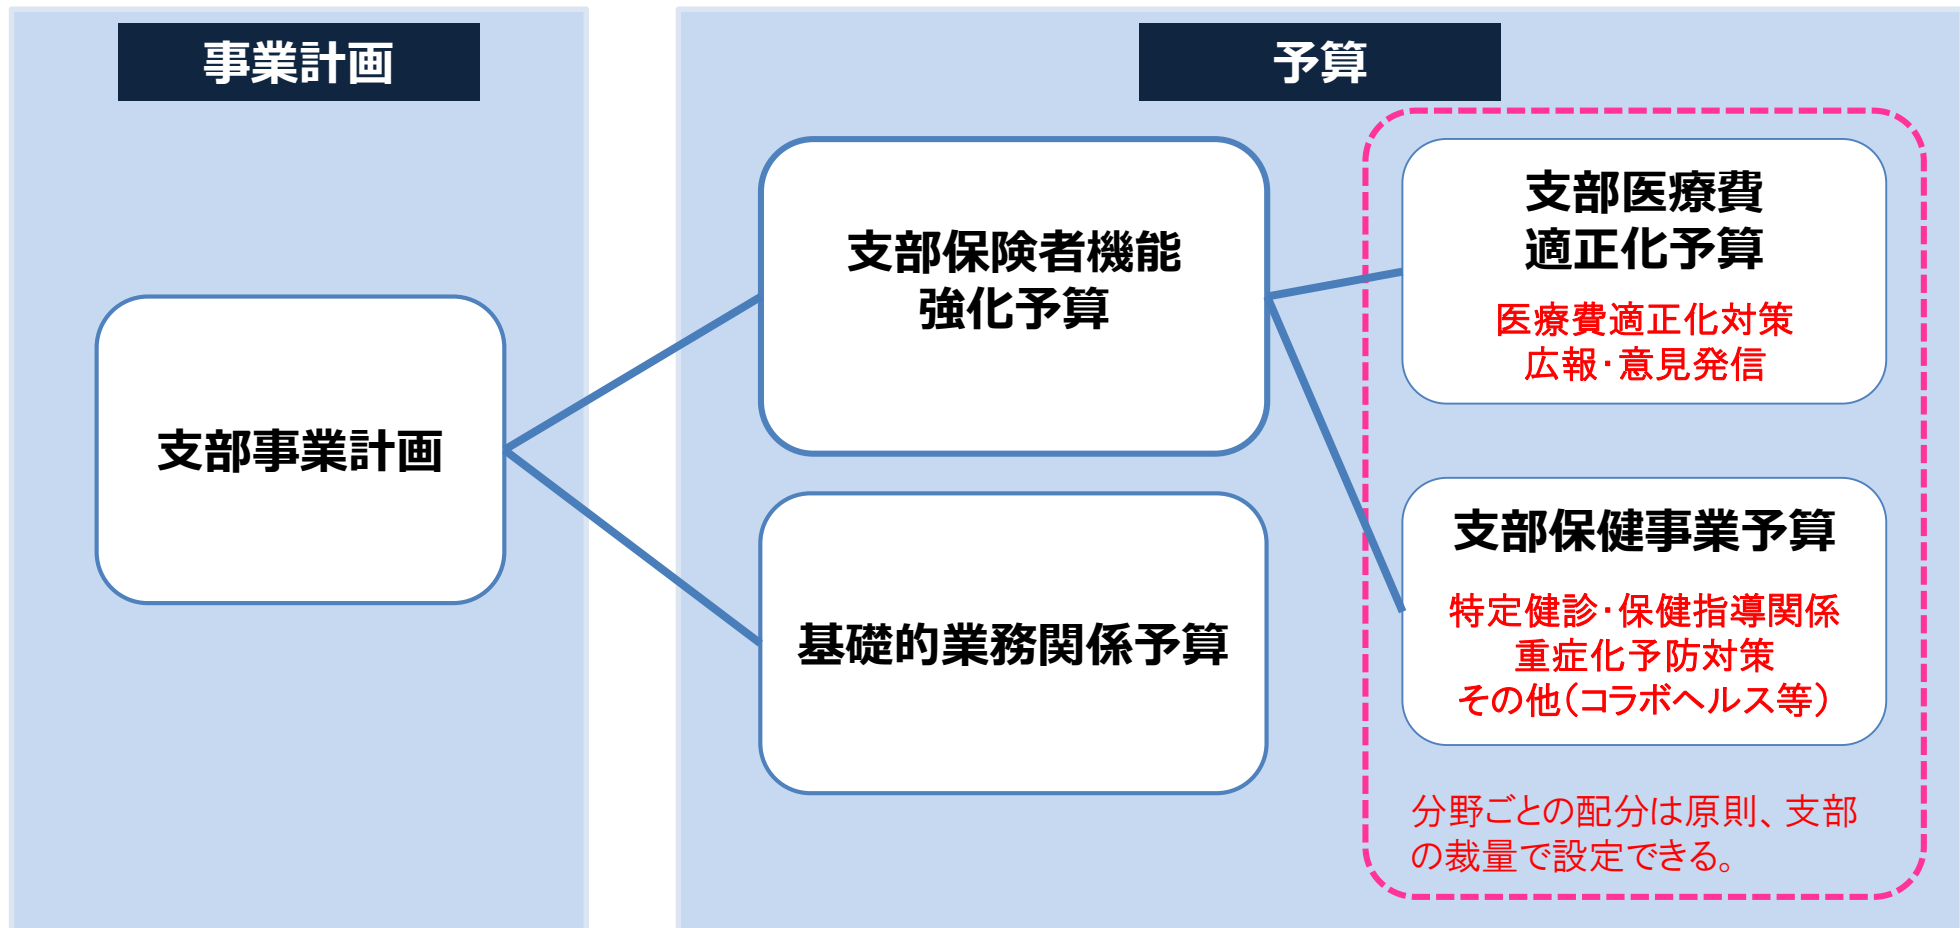 事業計画
予算
支部事業計画
支部保険者機能
強化予算
基礎的業務関係予算
支部医療費
適正化予算
医療費適正化対策
広報・意見発信
支部保健事業予算
特定健診・保健指導関係
重症化予防対策
その他（コラボヘルス等）
分野ごとの配分は原則、支部
の裁量で設定できる。